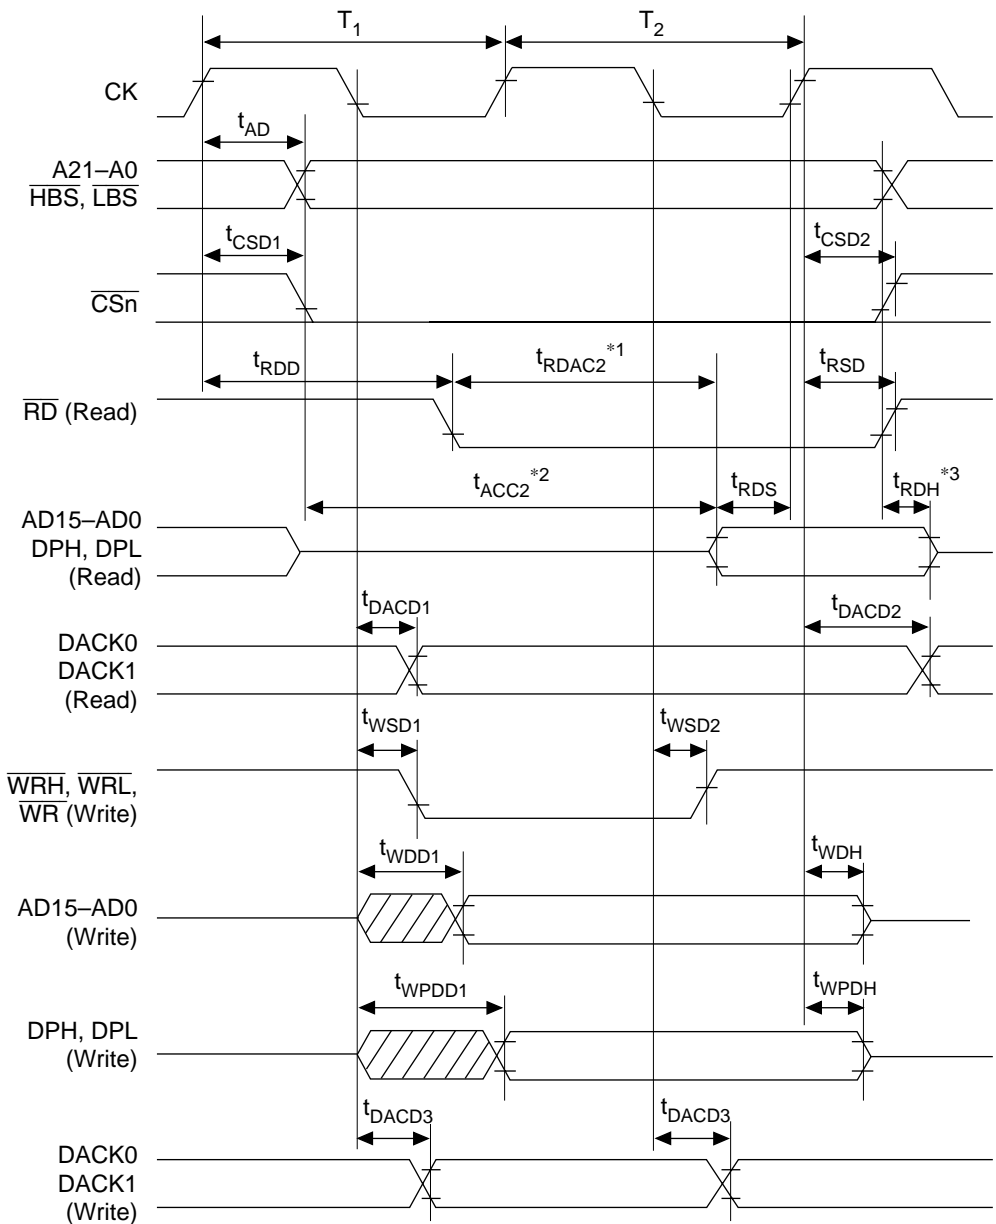 T1 T2
CK
tAD
A21–A0
HBS, LBS
tCSD1 tCSD2
CSn
tRDD tRDAC2*1 tRSD
RD (Read)
tACC2*2 tRDS tRDH*3
AD15–AD0
DPH, DPL
(Read)
tDACD1 tDACD2
DACK0
DACK1
(Read)
tWSD1 tWSD2
WRH, WRL,
WR (Write)
tWDD1 tWDH
AD15–AD0
(Write)
tWPDD1 tWPDH
DPH, DPL
(Write)
tDACD3 tDACD3
DACK0
DACK1
(Write)